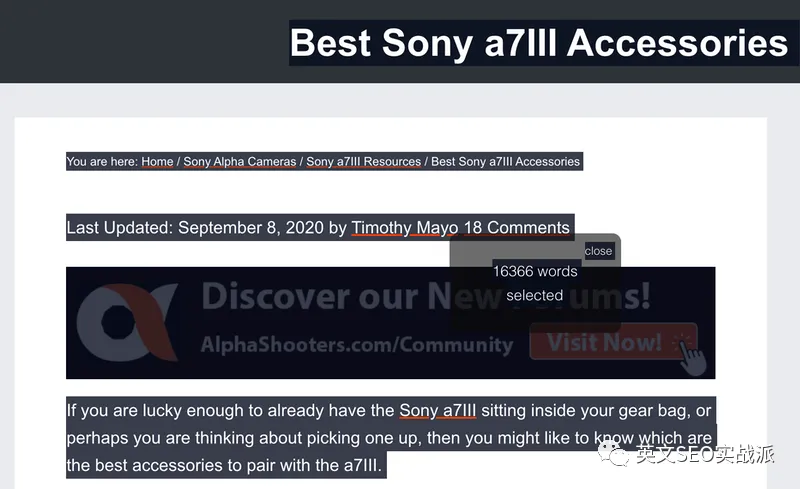 Best Sony a7III Accessories
You are here: Home / Sony Alpha Cameras / Sony a7III Resources / Best Sony a7III Accessories
Last Updated: September 8, 2020 by Timothy Mayo 18 Comments
close
16366 words
selected
Discover our New Forums!
AlphaShooters.com/Community
Visit Now!
If you are lucky enough to already have the Sony a7III sitting inside your gear bag, or
perhaps you are thinking about picking one up, then you might like to know which are
the best accessories to pair with the a7III.
英文SEO实战派